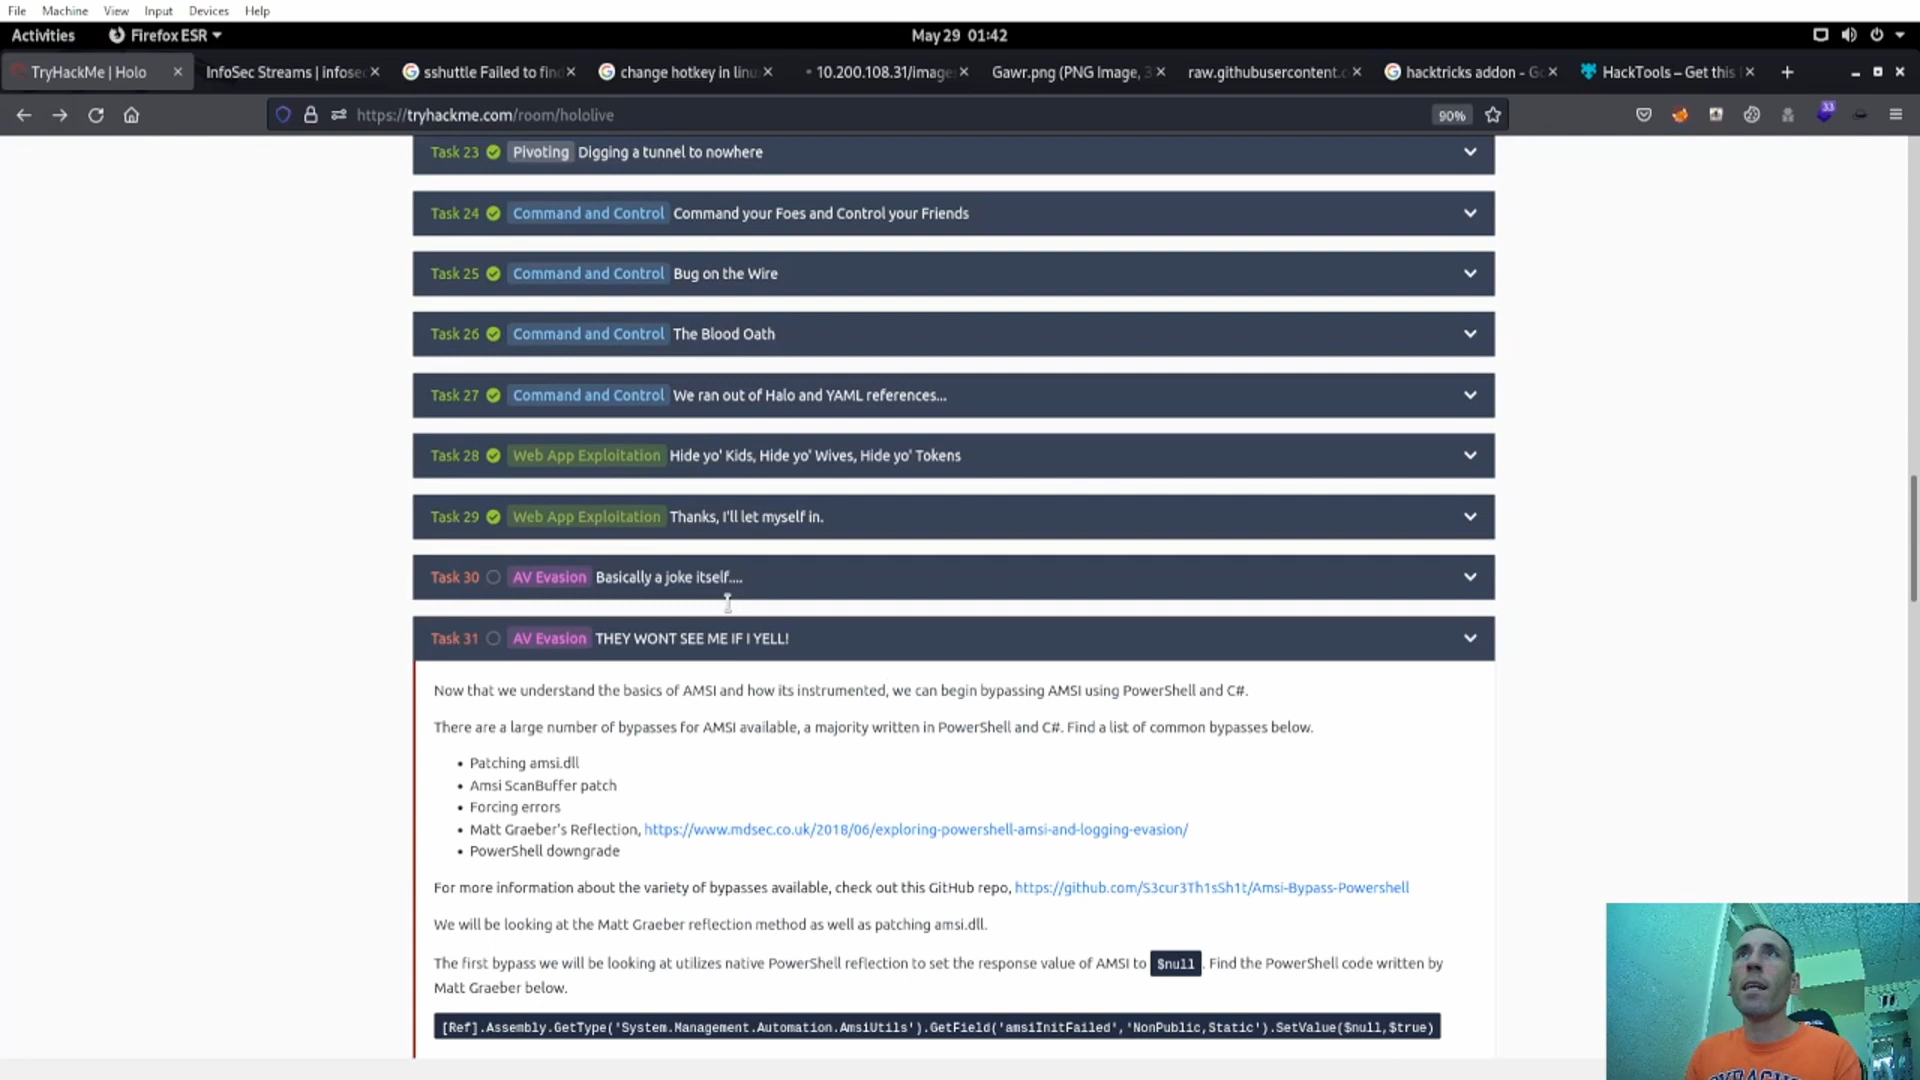 File Machine View Input Devices Help
Activities Firefox ESR May 29 01:42
TryHackMe | Holo InfoSec Streams | infosec sshuttle Failed to find change hotkey in linu 10.200.108.31/image Gawr.png (PNG Image, 3 raw.githubusercontent. hacktricks addon - Go HackTools – Get this
https://tryhackme.com/room/hololive 90% 33
Task 23 Pivoting Digging a tunnel to nowhere
Task 24 Command and Control Command your Foes and Control your Friends
Task 25 Command and Control Bug on the Wire
Task 26 Command and Control The Blood Oath
Task 27 Command and Control We ran out of Halo and YAML references...
Task 28 Web App Exploitation Hide yo' Kids, Hide yo' Wives, Hide yo' Tokens
Task 29 Web App Exploitation Thanks, I'll let myself in.
Task 30 AV Evasion Basically a joke itself....
Task 31 AV Evasion THEY WONT SEE ME IF I YELL!
Now that we understand the basics of AMSI and how its instrumented, we can begin bypassing AMSI using PowerShell and C#.
There are a large number of bypasses for AMSI available, a majority written in PowerShell and C#. Find a list of common bypasses below.
• Patching amsi.dll
• Amsi ScanBuffer patch
• Forcing errors
• Matt Graeber's Reflection, https://www.mdsec.co.uk/2018/06/exploring-powershell-amsi-and-logging-evasion/
• PowerShell downgrade
For more information about the variety of bypasses available, check out this GitHub repo, https://github.com/S3cur3Th1sSh1t/Amsi-Bypass-Powershell
We will be looking at the Matt Graeber reflection method as well as patching amsi.dll.
The first bypass we will be looking at utilizes native PowerShell reflection to set the response value of AMSI to $null . Find the PowerShell code written by
Matt Graeber below.
[Ref].Assembly.GetType('System.Management.Automation.AmsiUtils').GetField('amsiInitFailed','NonPublic,Static').SetValue($null,$true)